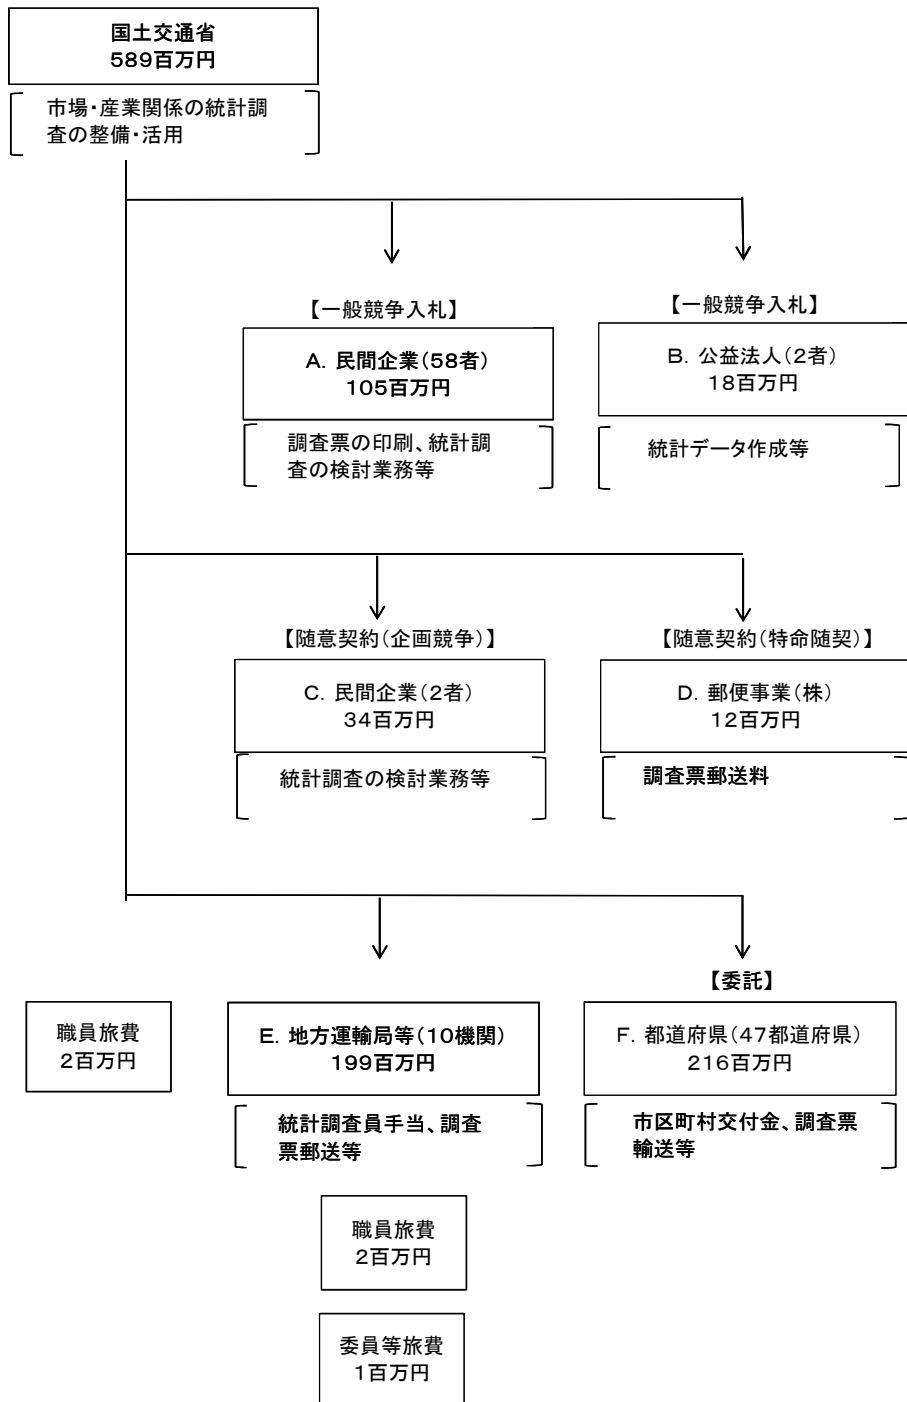 国土交通省
589百万円
市場・産業関係の統計調
査の整備・活用
【一般競争入札】
A. 民間企業(58者)
105百万円
調査票の印刷、統計調
査の検討業務等
【一般競争入札】
B. 公益法人(2者)
18百万円
統計データ作成等
【随意契約(企画競争)】
C. 民間企業(2者)
34百万円
統計調査の検討業務等
【随意契約(特命随契)】
D. 郵便事業(株)
12百万円
調査票郵送料
職員旅費
2百万円
E. 地方運輸局等(10機関)
199百万円
統計調査員手当、調査
票郵送等
【委託】
F. 都道府県(47都道府県)
216百万円
市区町村交付金、調査票
輸送等
職員旅費
2百万円
委員等旅費
1百万円